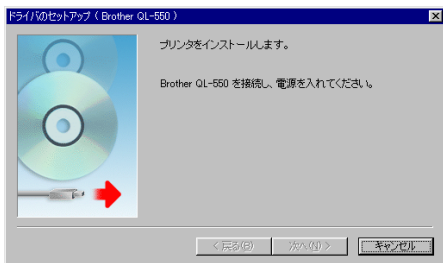 ドライバのセットアップ ( Brother QL-550 )
プリンタをインストールします。
Brother QL-550 を接続し、電源を入れてください。
< 戻る(B)
次へ(N) >
キャンセル